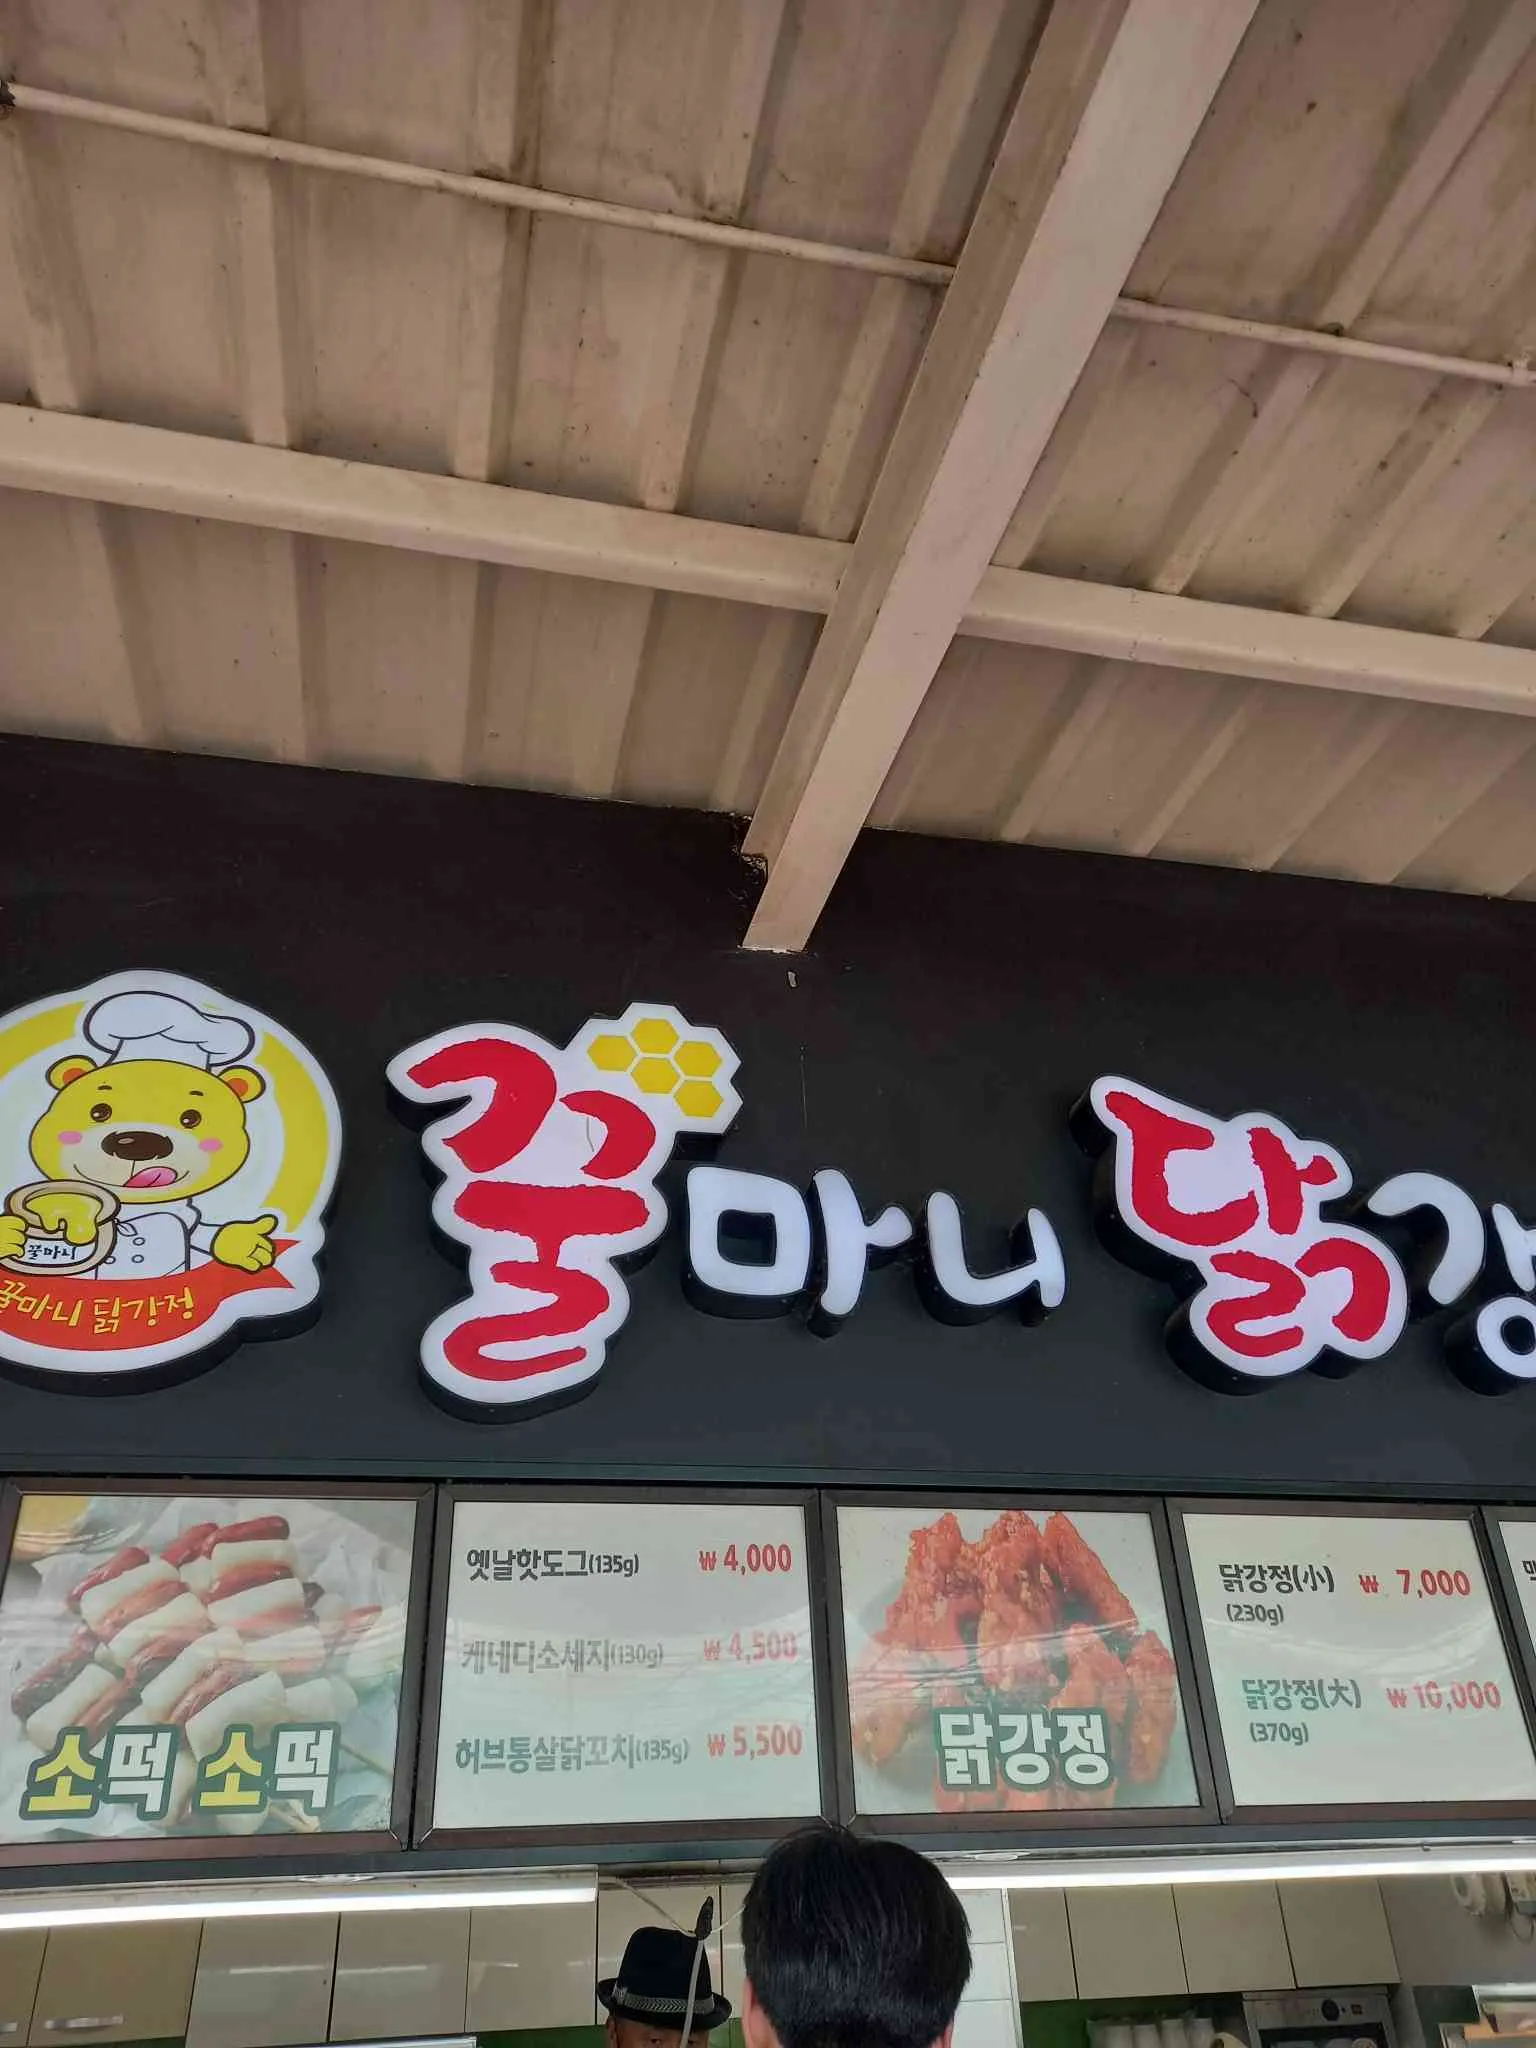 꿀마니
꿀마니 닭강정
꿀마니 닭강
소떡 소떡
옛날핫도그(135g) ₩ 4,000
케네디소세지(130g) ₩ 4,500
허브통살닭꼬치(135g) ₩ 5,500
닭강정
닭강정(小) ₩ 7,000
(230g)
닭강정(大) ₩ 10,000
(370g)